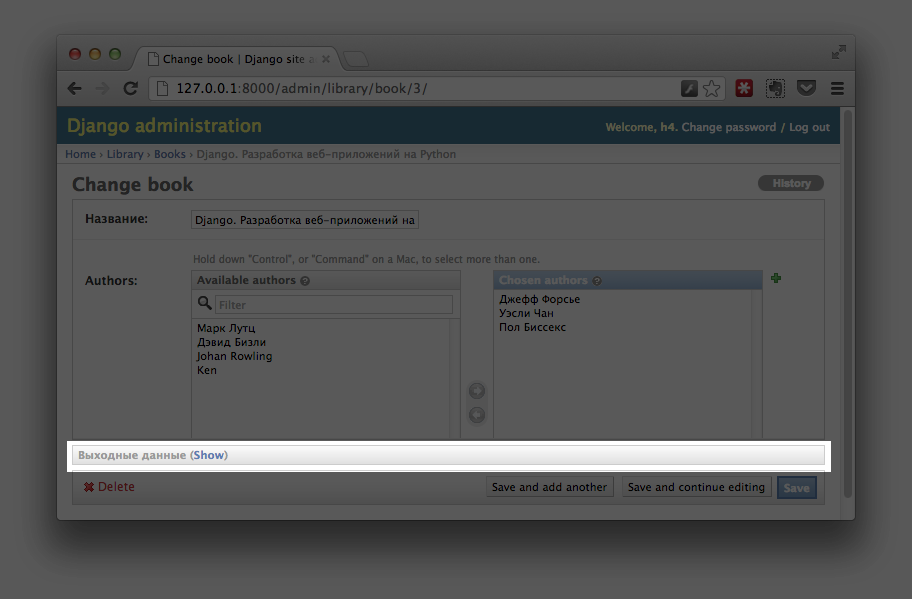 Change book | Django site a
127.0.0.1:8000/admin/library/book/3/
Django administration
Welcome, h4. Change password / Log out
Home › Library › Books › Django. Разработка веб-приложений на Python
Change book
History
Название:
Django. Разработка веб-приложений на
Hold down "Control", or "Command" on a Mac, to select more than one.
Authors:
Available authors
Chosen authors
Filter
Марк Лутц
Дэвид Бизли
Johan Rowling
Ken
Джефф Форсье
Уэсли Чан
Пол Биссекс
Выходные данные (Show)
Delete
Save and add another
Save and continue editing
Save